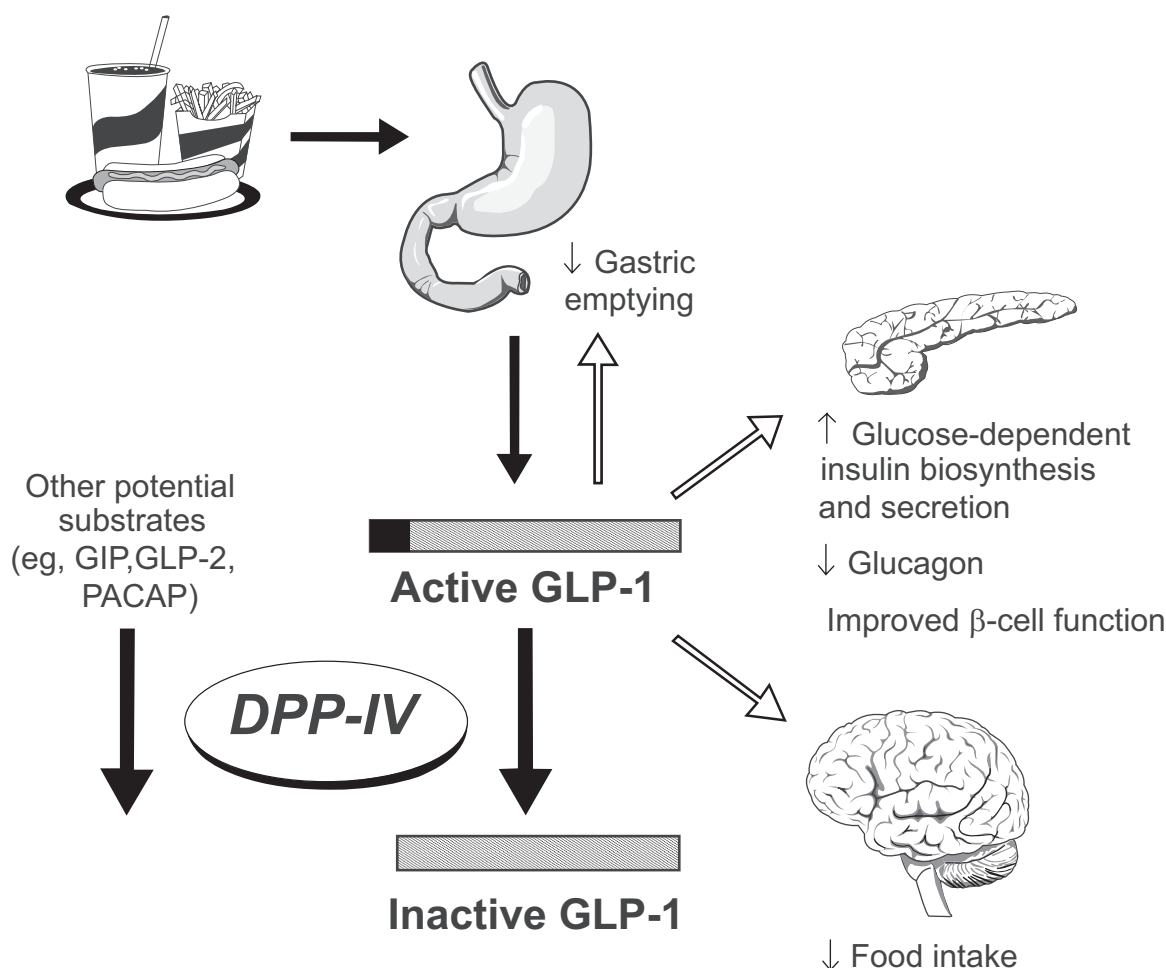 ↓ Gastric
emptying
↑ Glucose-dependent
insulin biosynthesis
and secretion
↓ Glucagon
Improved β-cell function
Other potential
substrates
(eg, GIP,GLP-2,
PACAP)
Active GLP-1
DPP-IV
Inactive GLP-1
↓ Food intake